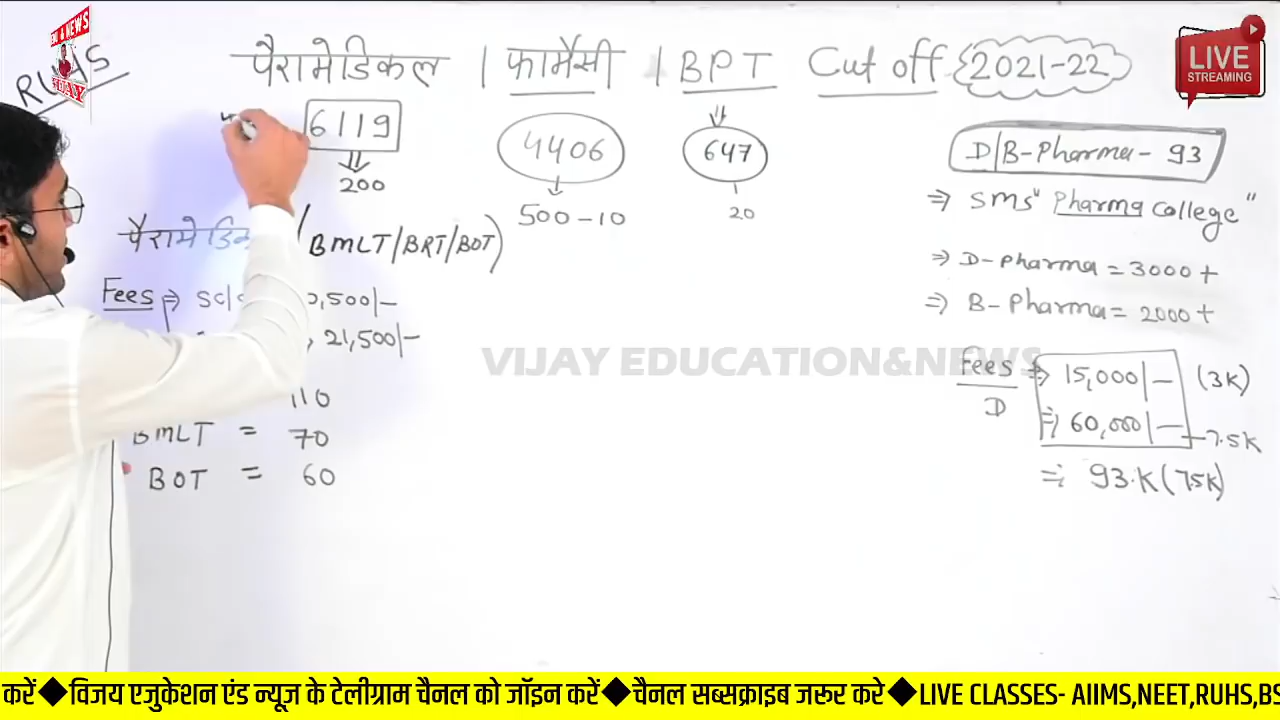 RUHS
पैरामेडिकल | फार्मेसी | BPT Cut off 2021-22
LIVE
STREAMING
6119
200
4406
500-10
647
20
D/B-Pharma- 93
⇒ SMS "Pharma College"
⇒ D-Pharma = 3000+
⇒ B-Pharma = 2000+
(BMLT/BRT/BOT)
Fees ⇒
21,500/-
110
BMLT = 70
BOT = 60
VIJAY EDUCATION&NEWS
Fees ⇒ 15,000/- (3K)
D ⇒ 60,000/- -7.5K
⇒ 93.K(7.5K)
करें◆विजय एजुकेशन एंड न्यूज के टेलीग्राम चैनल को जॉइन करें◆चैनल सब्सक्राइब जरूर करे◆LIVE CLASSES- AIIMS,NEET,RUHS,BS